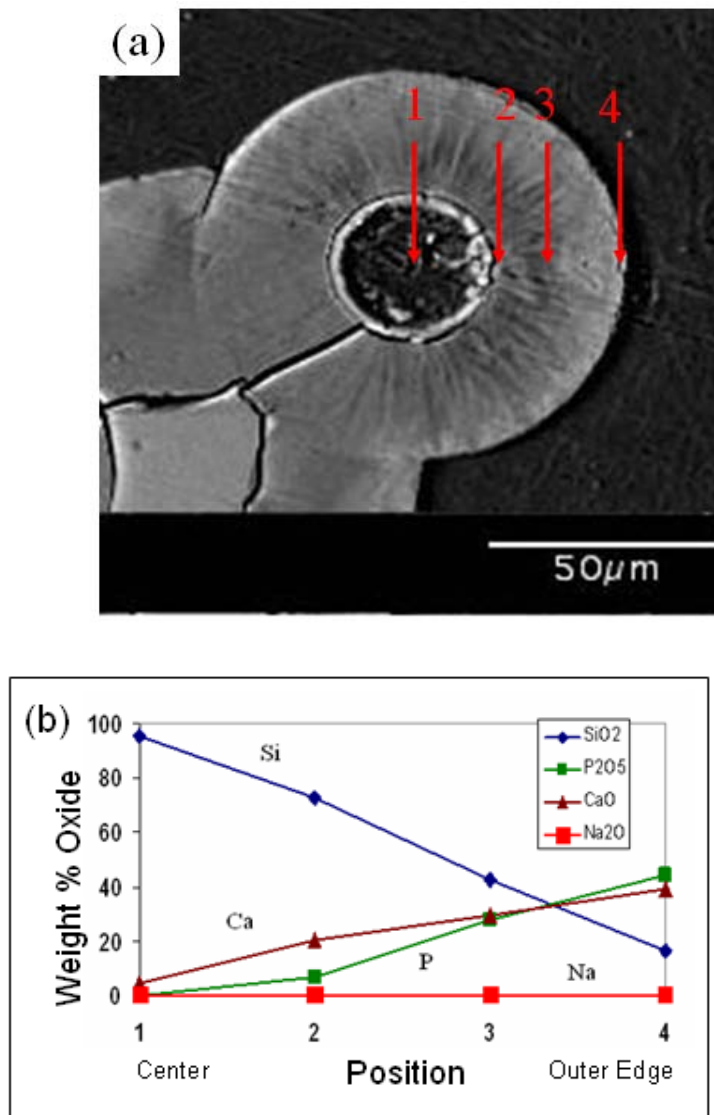 (a)
1 2 3 4
50µm
(b)
Weight % Oxide
100
80
60
40
20
0
Si
Ca
P
Na
SiO2
P2O5
CaO
Na2O
1 2 3 4
Center Position Outer Edge